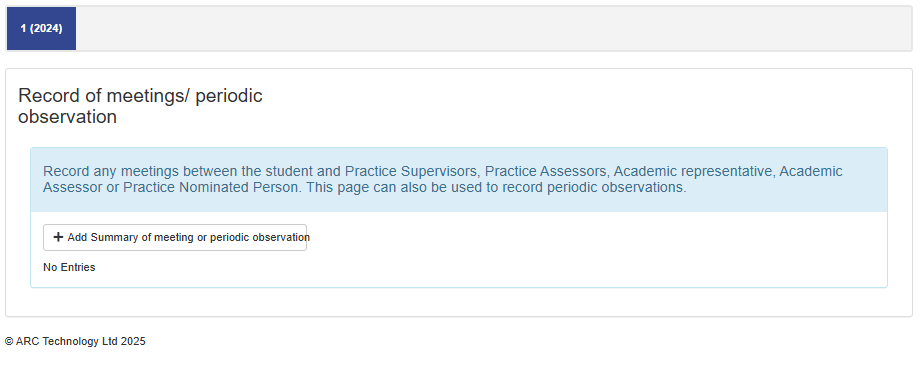 1 (2024)
Record of meetings/ periodic
observation
Record any meetings between the student and Practice Supervisors, Practice Assessors, Academic representative, Academic
Assessor or Practice Nominated Person. This page can also be used to record periodic observations.
+ Add Summary of meeting or periodic observation
No Entries
© ARC Technology Ltd 2025